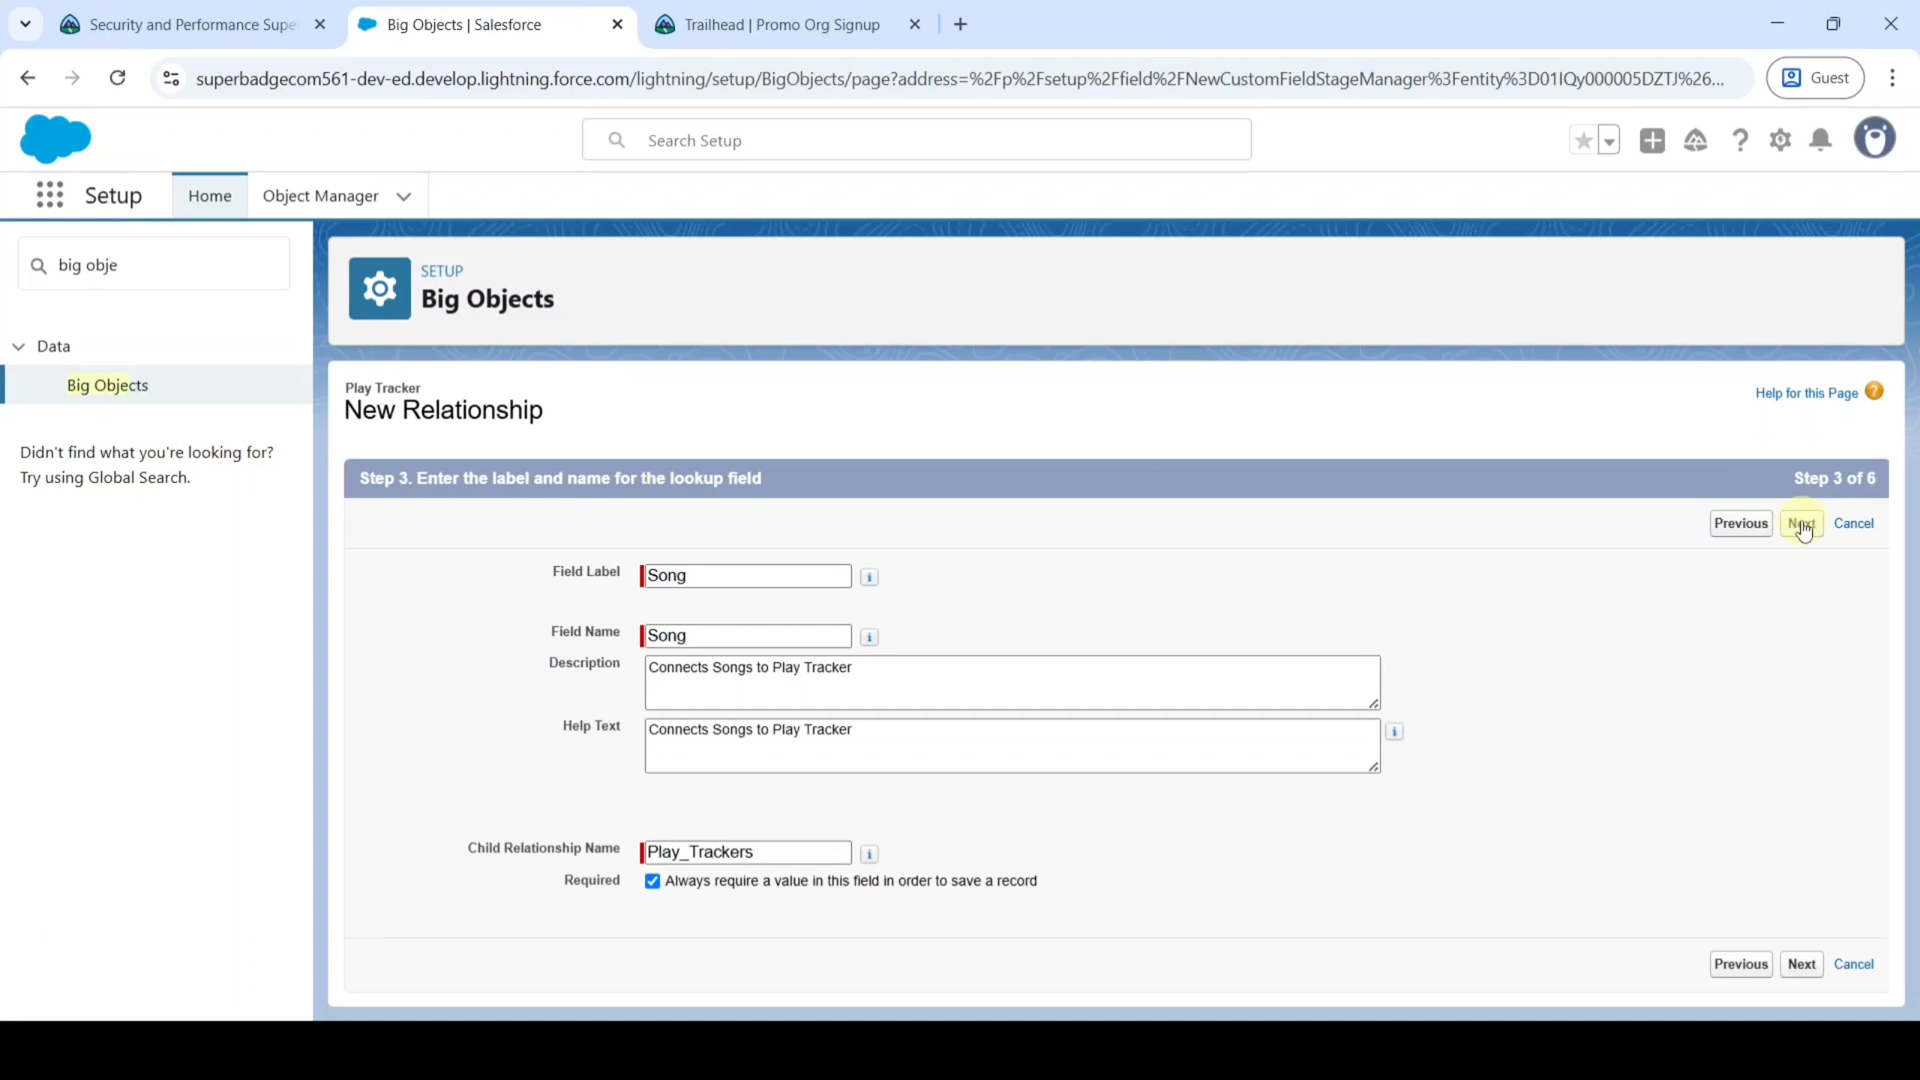 Security and Performance Supe
Big Objects | Salesforce
Trailhead | Promo Org Signup
superbadgecom561-dev-ed.develop.lightning.force.com/lightning/setup/BigObjects/page?address=%2Fp%2Fsetup%2Ffield%2FNewCustomFieldStageManager%3Fentity%3D01IQy000005DZTJ%26...
Guest
Search Setup
Setup
Home
Object Manager
big obje
Data
Big Objects
Didn't find what you're looking for?
Try using Global Search.
SETUP
Big Objects
Play Tracker
New Relationship
Help for this Page
Step 3. Enter the label and name for the lookup field
Step 3 of 6
Previous Next Cancel
Field Label Song
Field Name Song
Description Connects Songs to Play Tracker
Help Text Connects Songs to Play Tracker
Child Relationship Name Play_Trackers
Required Always require a value in this field in order to save a record
Previous Next Cancel